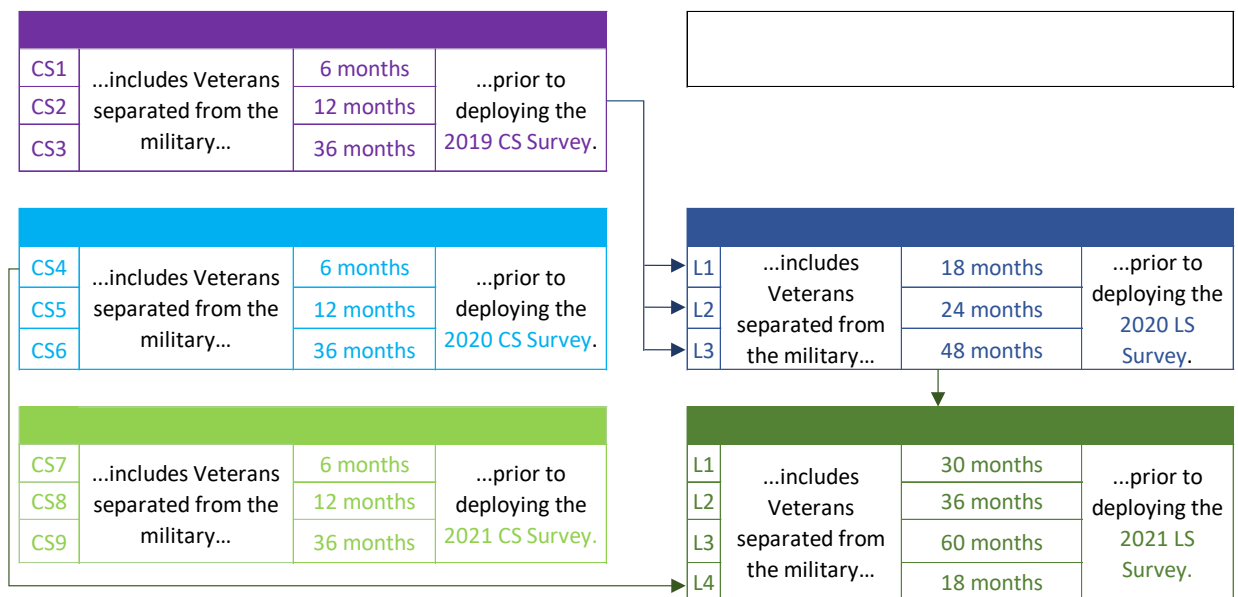 CS1
CS2
CS3
...includes Veterans
separated from the
military…
6 months
12 months
36 months
...prior to
deploying the
2019 CS Survey.
CS4
CS5
CS6
...includes Veterans
separated from the
military…
6 months
12 months
36 months
...prior to
deploying the
2020 CS Survey.
L1
L2
L3
...includes
Veterans
separated from
the military…
18 months
24 months
48 months
...prior to
deploying the
2020 LS
Survey.
CS7
CS8
CS9
...includes Veterans
separated from the
military…
6 months
12 months
36 months
...prior to
deploying the
2021 CS Survey.
L1
L2
L3
L4
...includes
Veterans
separated from
the military…
30 months
36 months
60 months
18 months
...prior to
deploying the
2021 LS
Survey.